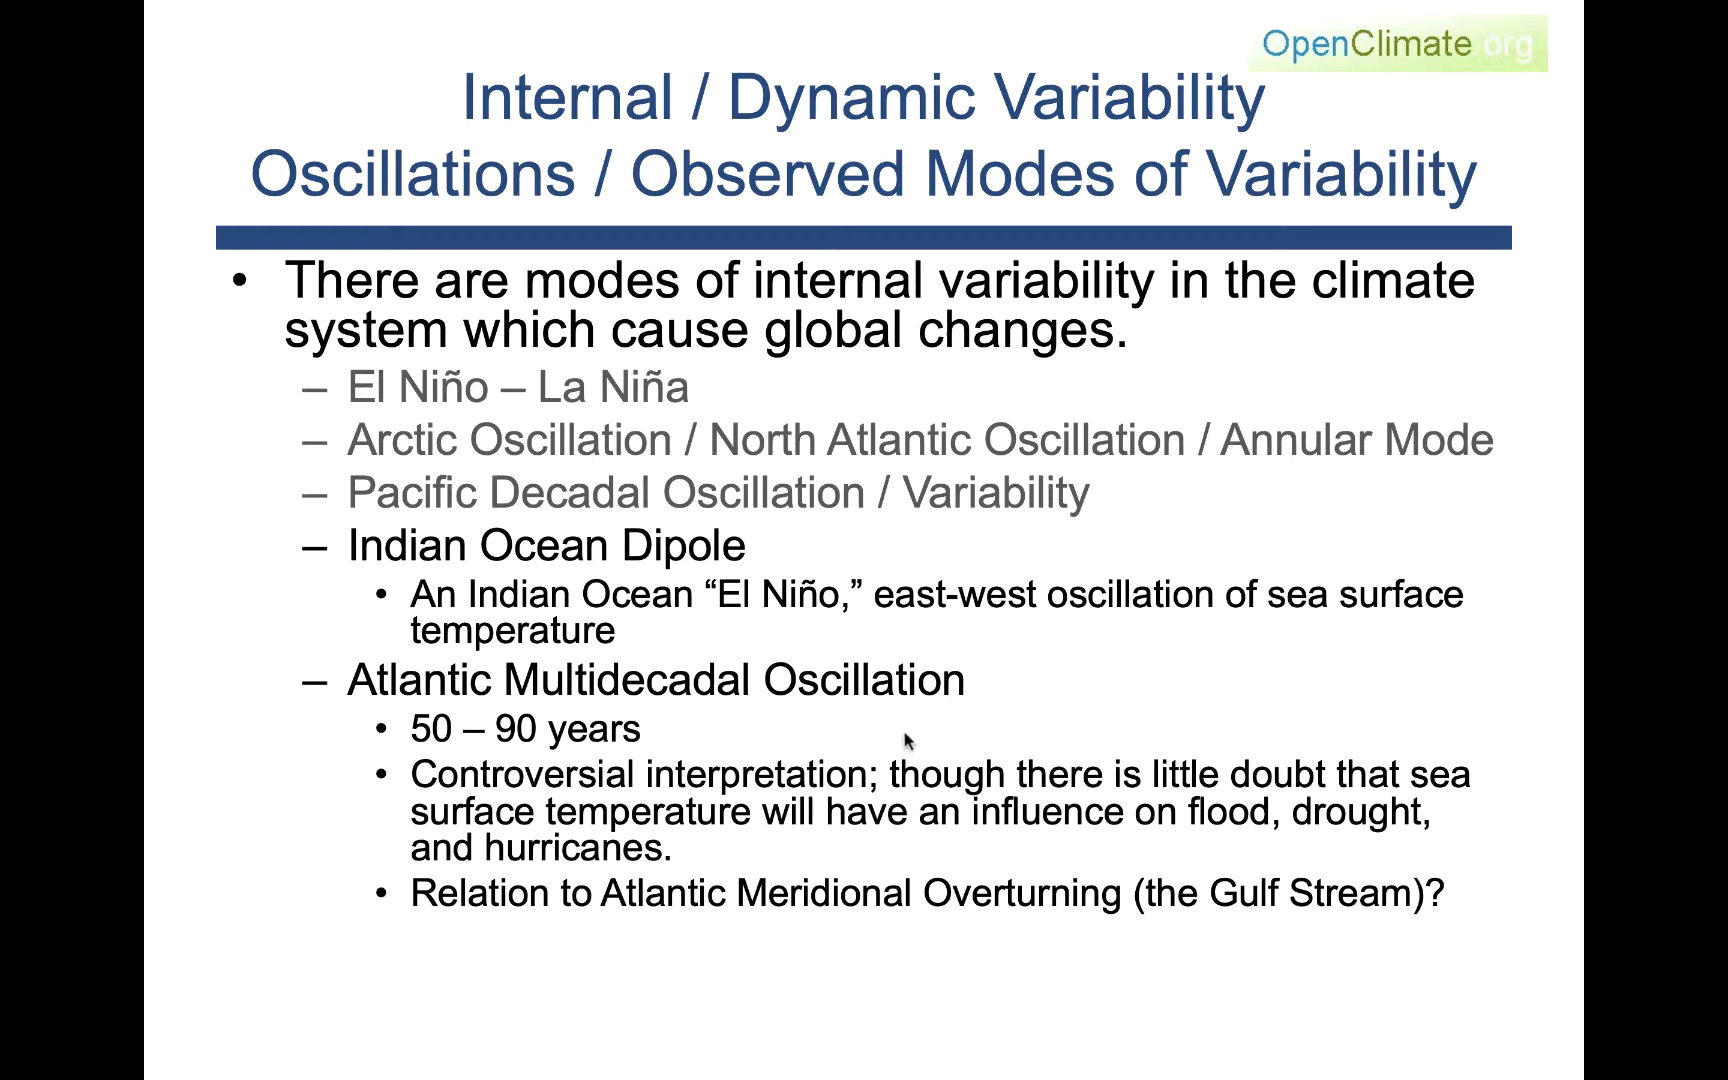 OpenClimate.org
Internal / Dynamic Variability
Oscillations / Observed Modes of Variability
• There are modes of internal variability in the climate
system which cause global changes.
– El Niño – La Niña
– Arctic Oscillation / North Atlantic Oscillation / Annular Mode
– Pacific Decadal Oscillation / Variability
– Indian Ocean Dipole
• An Indian Ocean “El Niño,” east-west oscillation of sea surface
temperature
– Atlantic Multidecadal Oscillation
• 50 – 90 years
• Controversial interpretation; though there is little doubt that sea
surface temperature will have an influence on flood, drought,
and hurricanes.
• Relation to Atlantic Meridional Overturning (the Gulf Stream)?